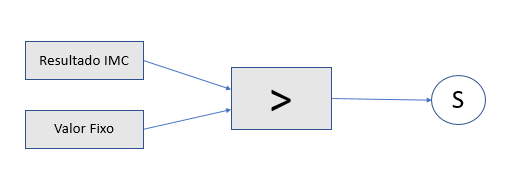 Resultado IMC
Valor Fixo
>
S